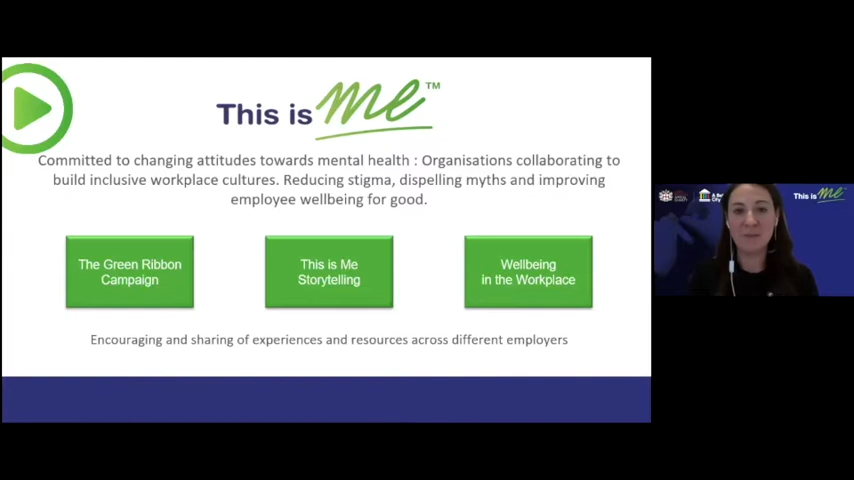 This is me™
Committed to changing attitudes towards mental health : Organisations collaborating to
build inclusive workplace cultures. Reducing stigma, dispelling myths and improving
employee wellbeing for good.
The Green Ribbon
Campaign
This is Me
Storytelling
Wellbeing
in the Workplace
Encouraging and sharing of experiences and resources across different employers
This is me